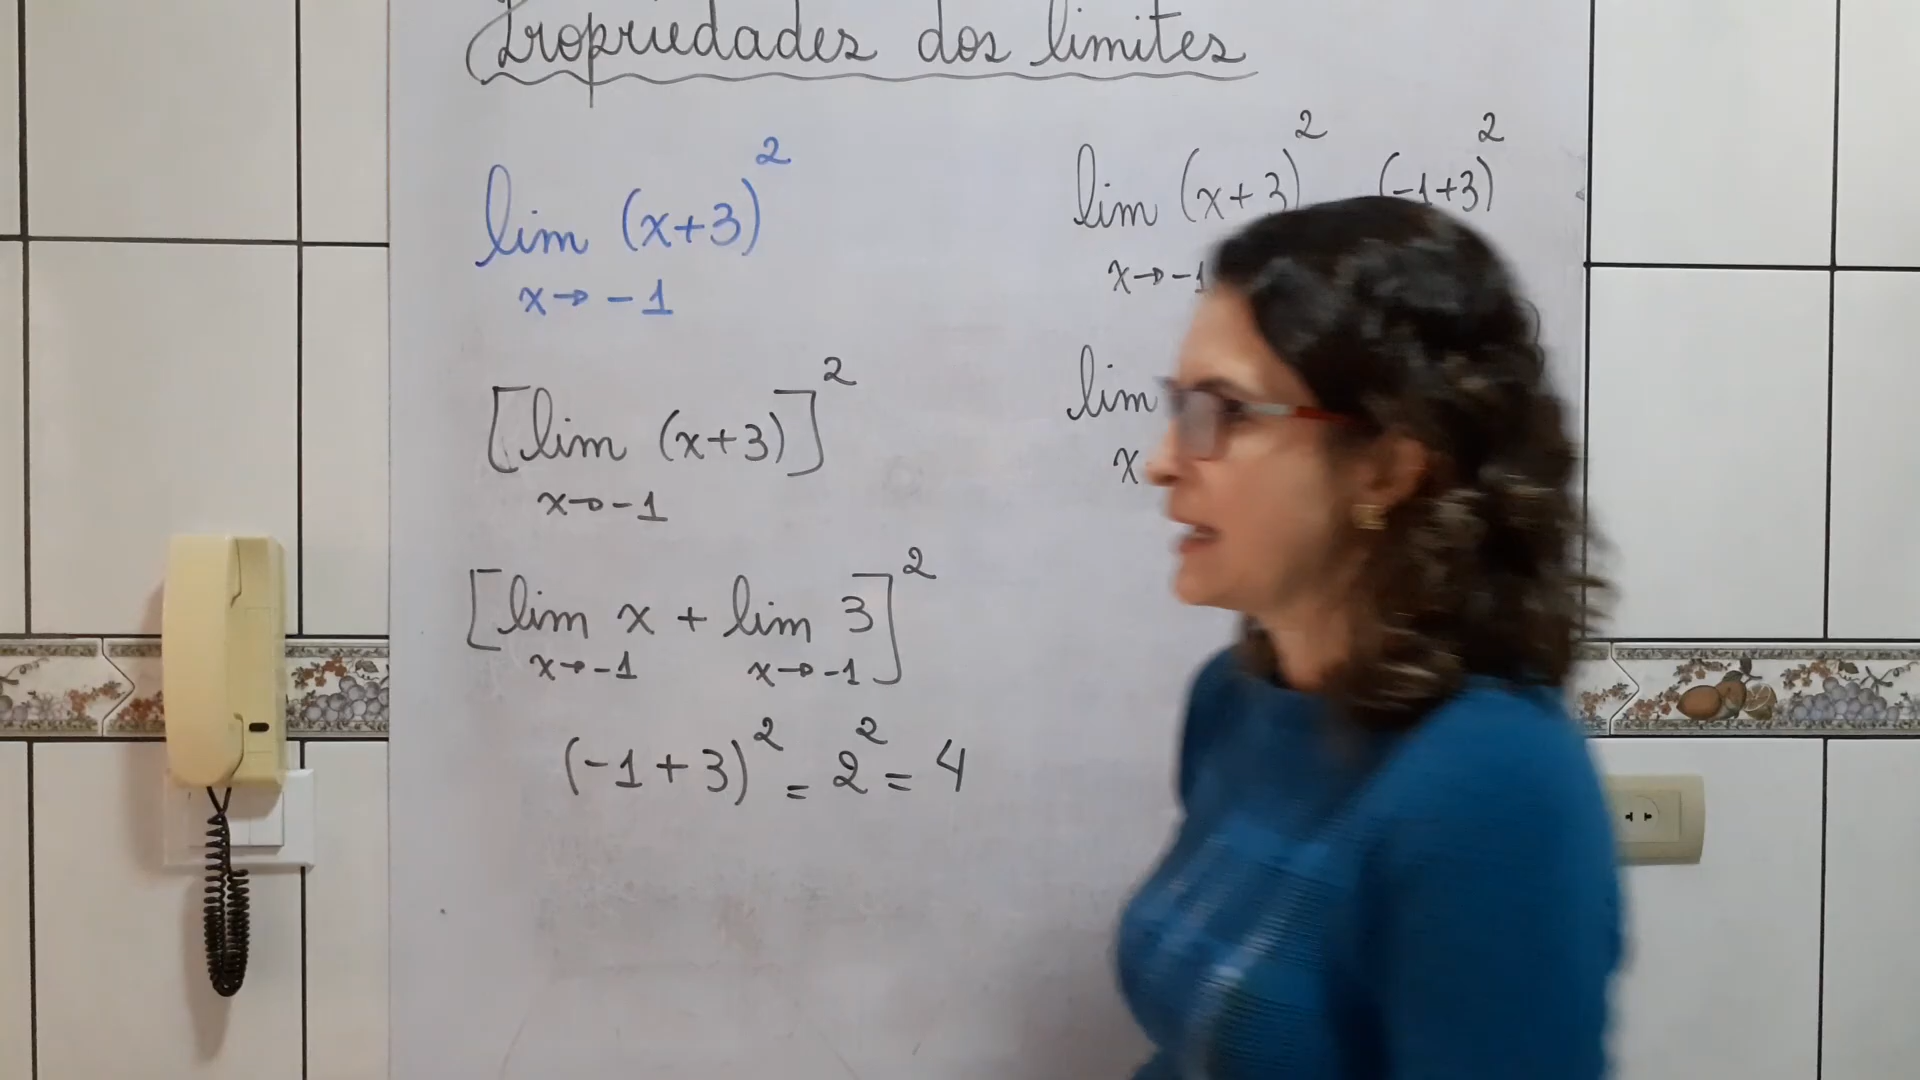 Propriedades dos limites
lim (x+3)²
x→-1
[lim (x+3)]²
x→-1
[lim x + lim 3]²
x→-1 x→-1
(-1+3)² = 2² = 4
lim (x+3)² (-1+3)²
x→-1
lim
x